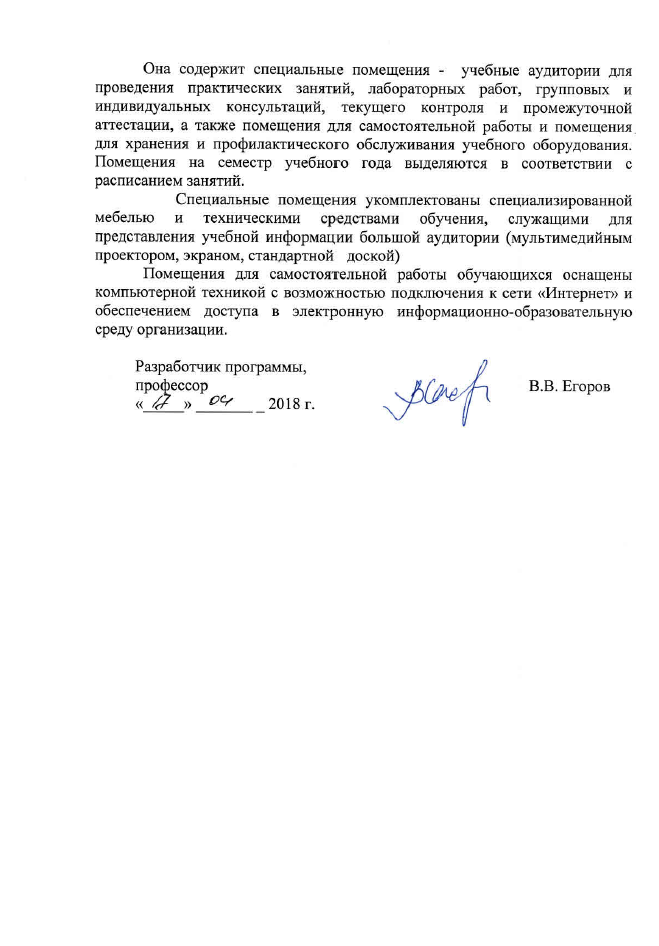 Она содержит специальные помещения - учебные аудитории для
проведения практических занятий, лабораторных работ, групповых и
индивидуальных консультаций, текущего контроля и промежуточной
аттестации, а также помещения для самостоятельной работы и помещения
для хранения и профилактического обслуживания учебного оборудования.
Помещения на семестр учебного года выделяются в соответствии с
расписанием занятий.
Специальные помещения укомплектованы специализированной
мебелью и техническими средствами обучения, служащими для
представления учебной информации большой аудитории (мультимедийным
проектором, экраном, стандартной доской)
Помещения для самостоятельной работы обучающихся оснащены
компьютерной техникой с возможностью подключения к сети «Интернет» и
обеспечением доступа в электронную информационно-образовательную
среду организации.
Разработчик программы,
профессор В.В. Егоров
«17» 04 2018 г.